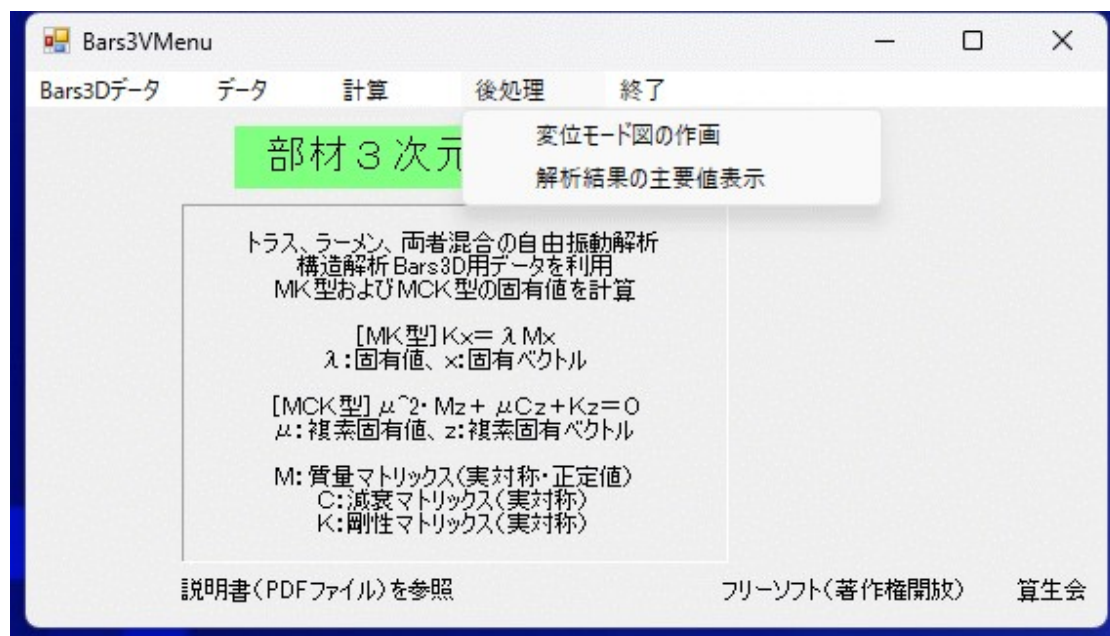 Bars3VMenu
Bars3Dデータ データ 計算 後処理 終了
変位モード図の作画
解析結果の主要値表示
部材３次元
トラス、ラーメン、両者混合の自由振動解析
構造解析Bars3D用データを利用
MK型およびMCK型の固有値を計算
[MK型]Kx＝λMx
λ：固有値、x：固有ベクトル
[MCK型]μ^2・Mz＋μCz＋Kz＝0
μ：複素固有値、z：複素固有ベクトル
M：質量マトリックス（実対称・正定値）
C：減衰マトリックス（実対称）
K：剛性マトリックス（実対称）
説明書（PDFファイル）を参照 フリーソフト（著作権開放） 算生会